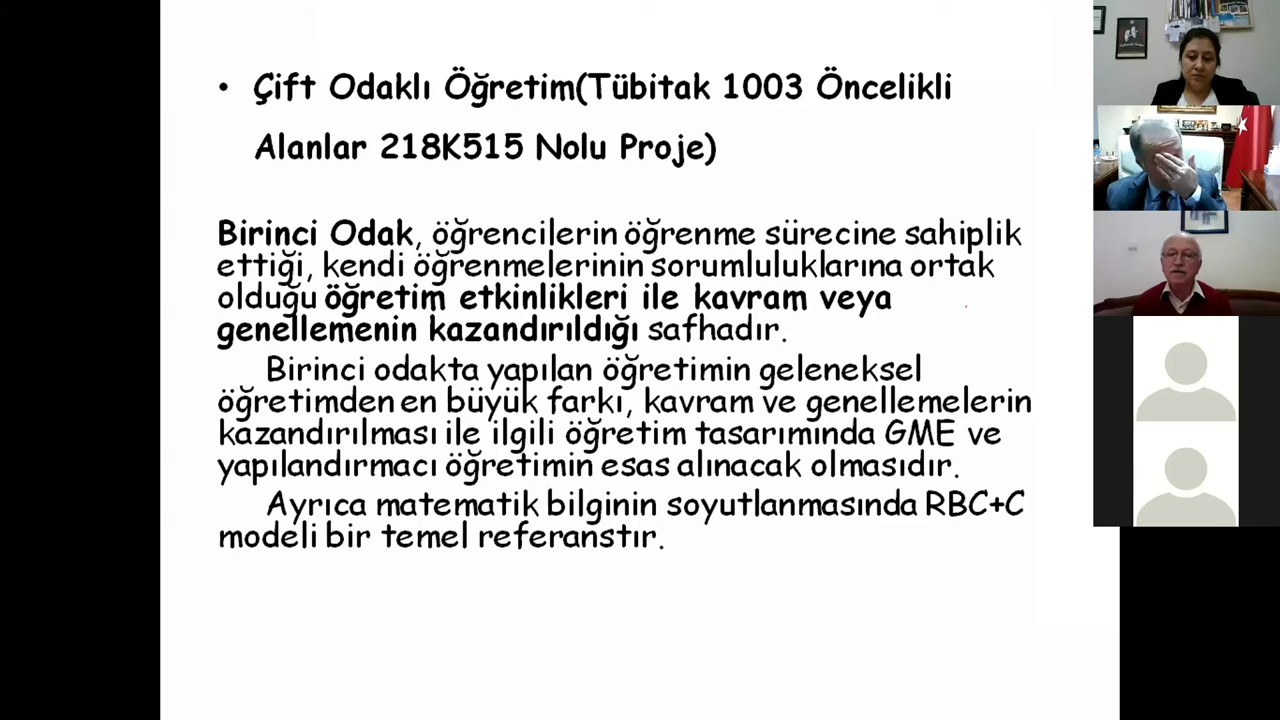 • Çift Odaklı Öğretim(Tübitak 1003 Öncelikli
Alanlar 218K515 Nolu Proje)
Birinci Odak, öğrencilerin öğrenme sürecine sahiplik
ettiği, kendi öğrenmelerinin sorumluluklarına ortak
olduğu öğretim etkinlikleri ile kavram veya
genellemenin kazandırıldığı safhadır.
Birinci odakta yapılan öğretimin geleneksel
öğretimden en büyük farkı, kavram ve genellemelerin
kazandırılması ile ilgili öğretim tasarımında GME ve
yapılandırmacı öğretimin esas alınacak olmasıdır.
Ayrıca matematik bilginin soyutlanmasında RBC+C
modeli bir temel referanstır.